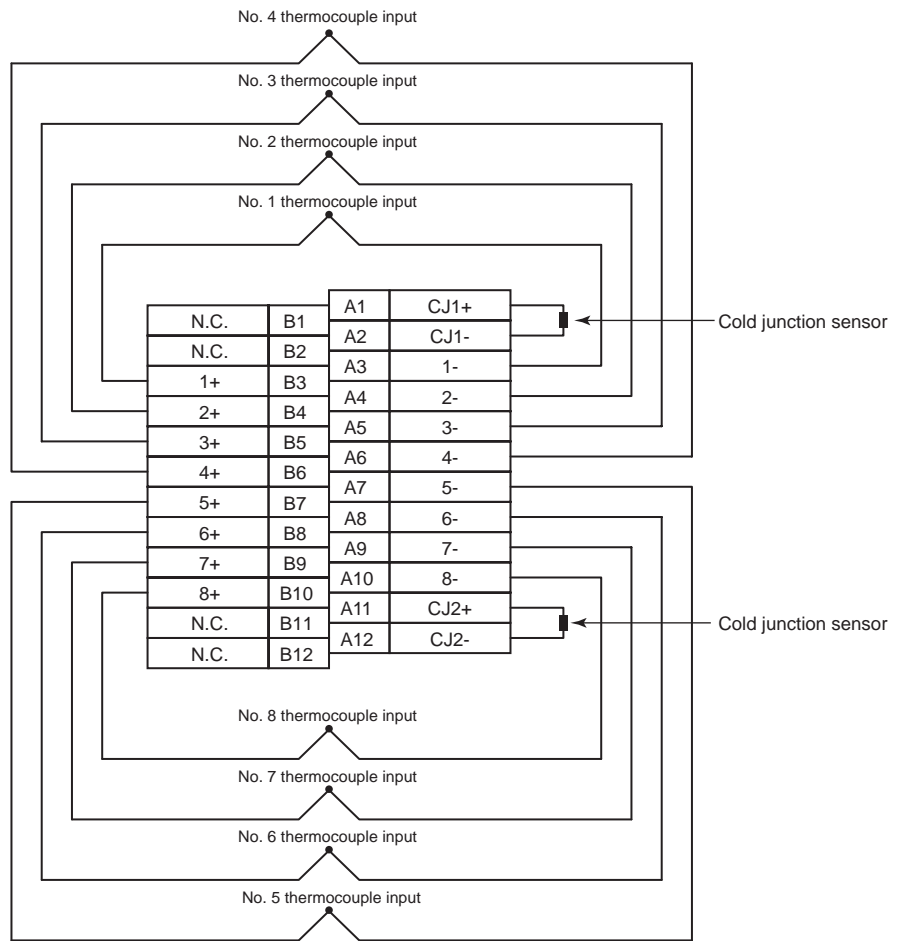 No. 4 thermocouple input
No. 3 thermocouple input
No. 2 thermocouple input
No. 1 thermocouple input
A1 CJ1+
N.C. B1
Cold junction sensor
A2 CJ1-
N.C. B2
A3 1-
1+ B3
A4 2-
2+ B4
A5 3-
3+ B5
A6 4-
4+ B6
A7 5-
5+ B7
A8 6-
6+ B8
A9 7-
7+ B9
A10 8-
8+ B10
A11 CJ2+
N.C. B11
Cold junction sensor
A12 CJ2-
N.C. B12
No. 8 thermocouple input
No. 7 thermocouple input
No. 6 thermocouple input
No. 5 thermocouple input